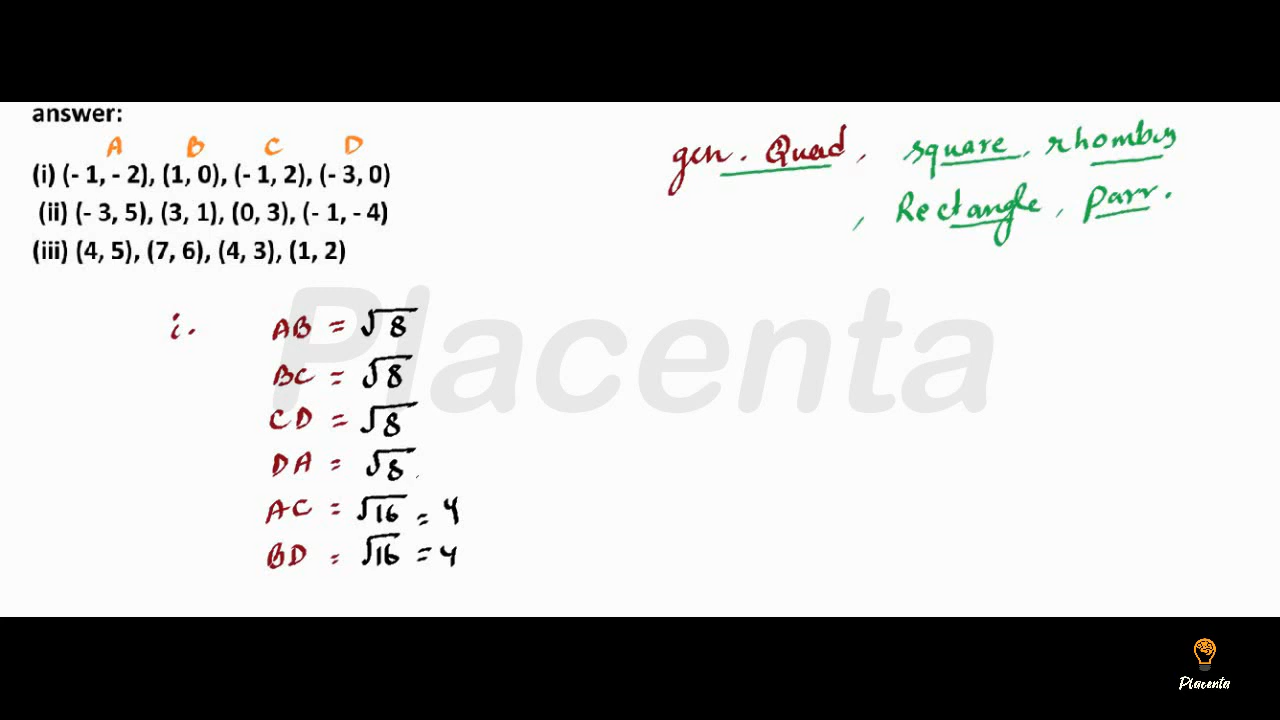 answer:
A B C D
(i) (- 1, - 2), (1, 0), (- 1, 2), (- 3, 0)
(ii) (- 3, 5), (3, 1), (0, 3), (- 1, - 4)
(iii) (4, 5), (7, 6), (4, 3), (1, 2)
gen. Quad, square, rhombus
, Rectangle, parr.
i. AB = √8
BC = √8
CD = √8
DA = √8
AC = √16 = 4
BD = √16 = 4
Placenta
Placenta